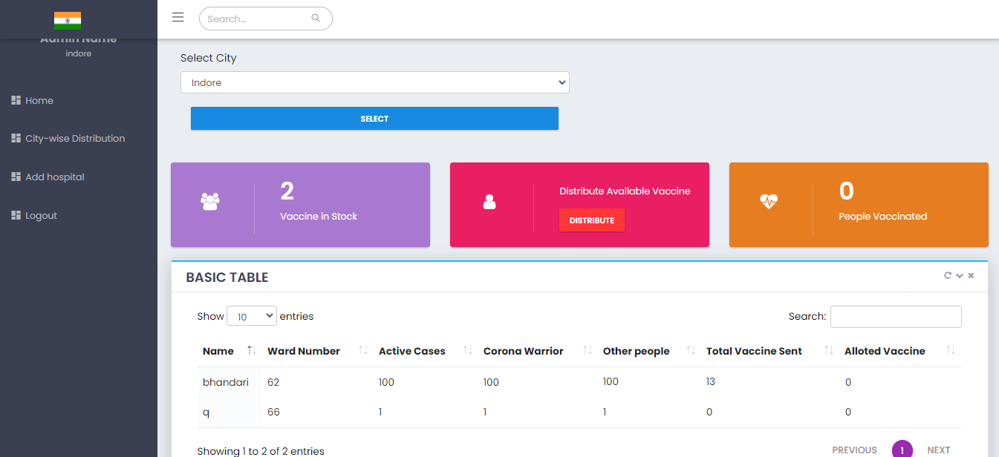 Search...
Admin Name
indore
Home
City-wise Distribution
Add hospital
Logout
Select City
Indore
SELECT
2
Vaccine in Stock
Distribute Available Vaccine
DISTRIBUTE
0
People Vaccinated
BASIC TABLE
Show 10 entries
Search:
Name Ward Number Active Cases Corona Warrior Other people Total Vaccine Sent Alloted Vaccine
bhandari 62 100 100 100 13 0
q 66 1 1 1 0 0
Showing 1 to 2 of 2 entries
PREVIOUS 1 NEXT